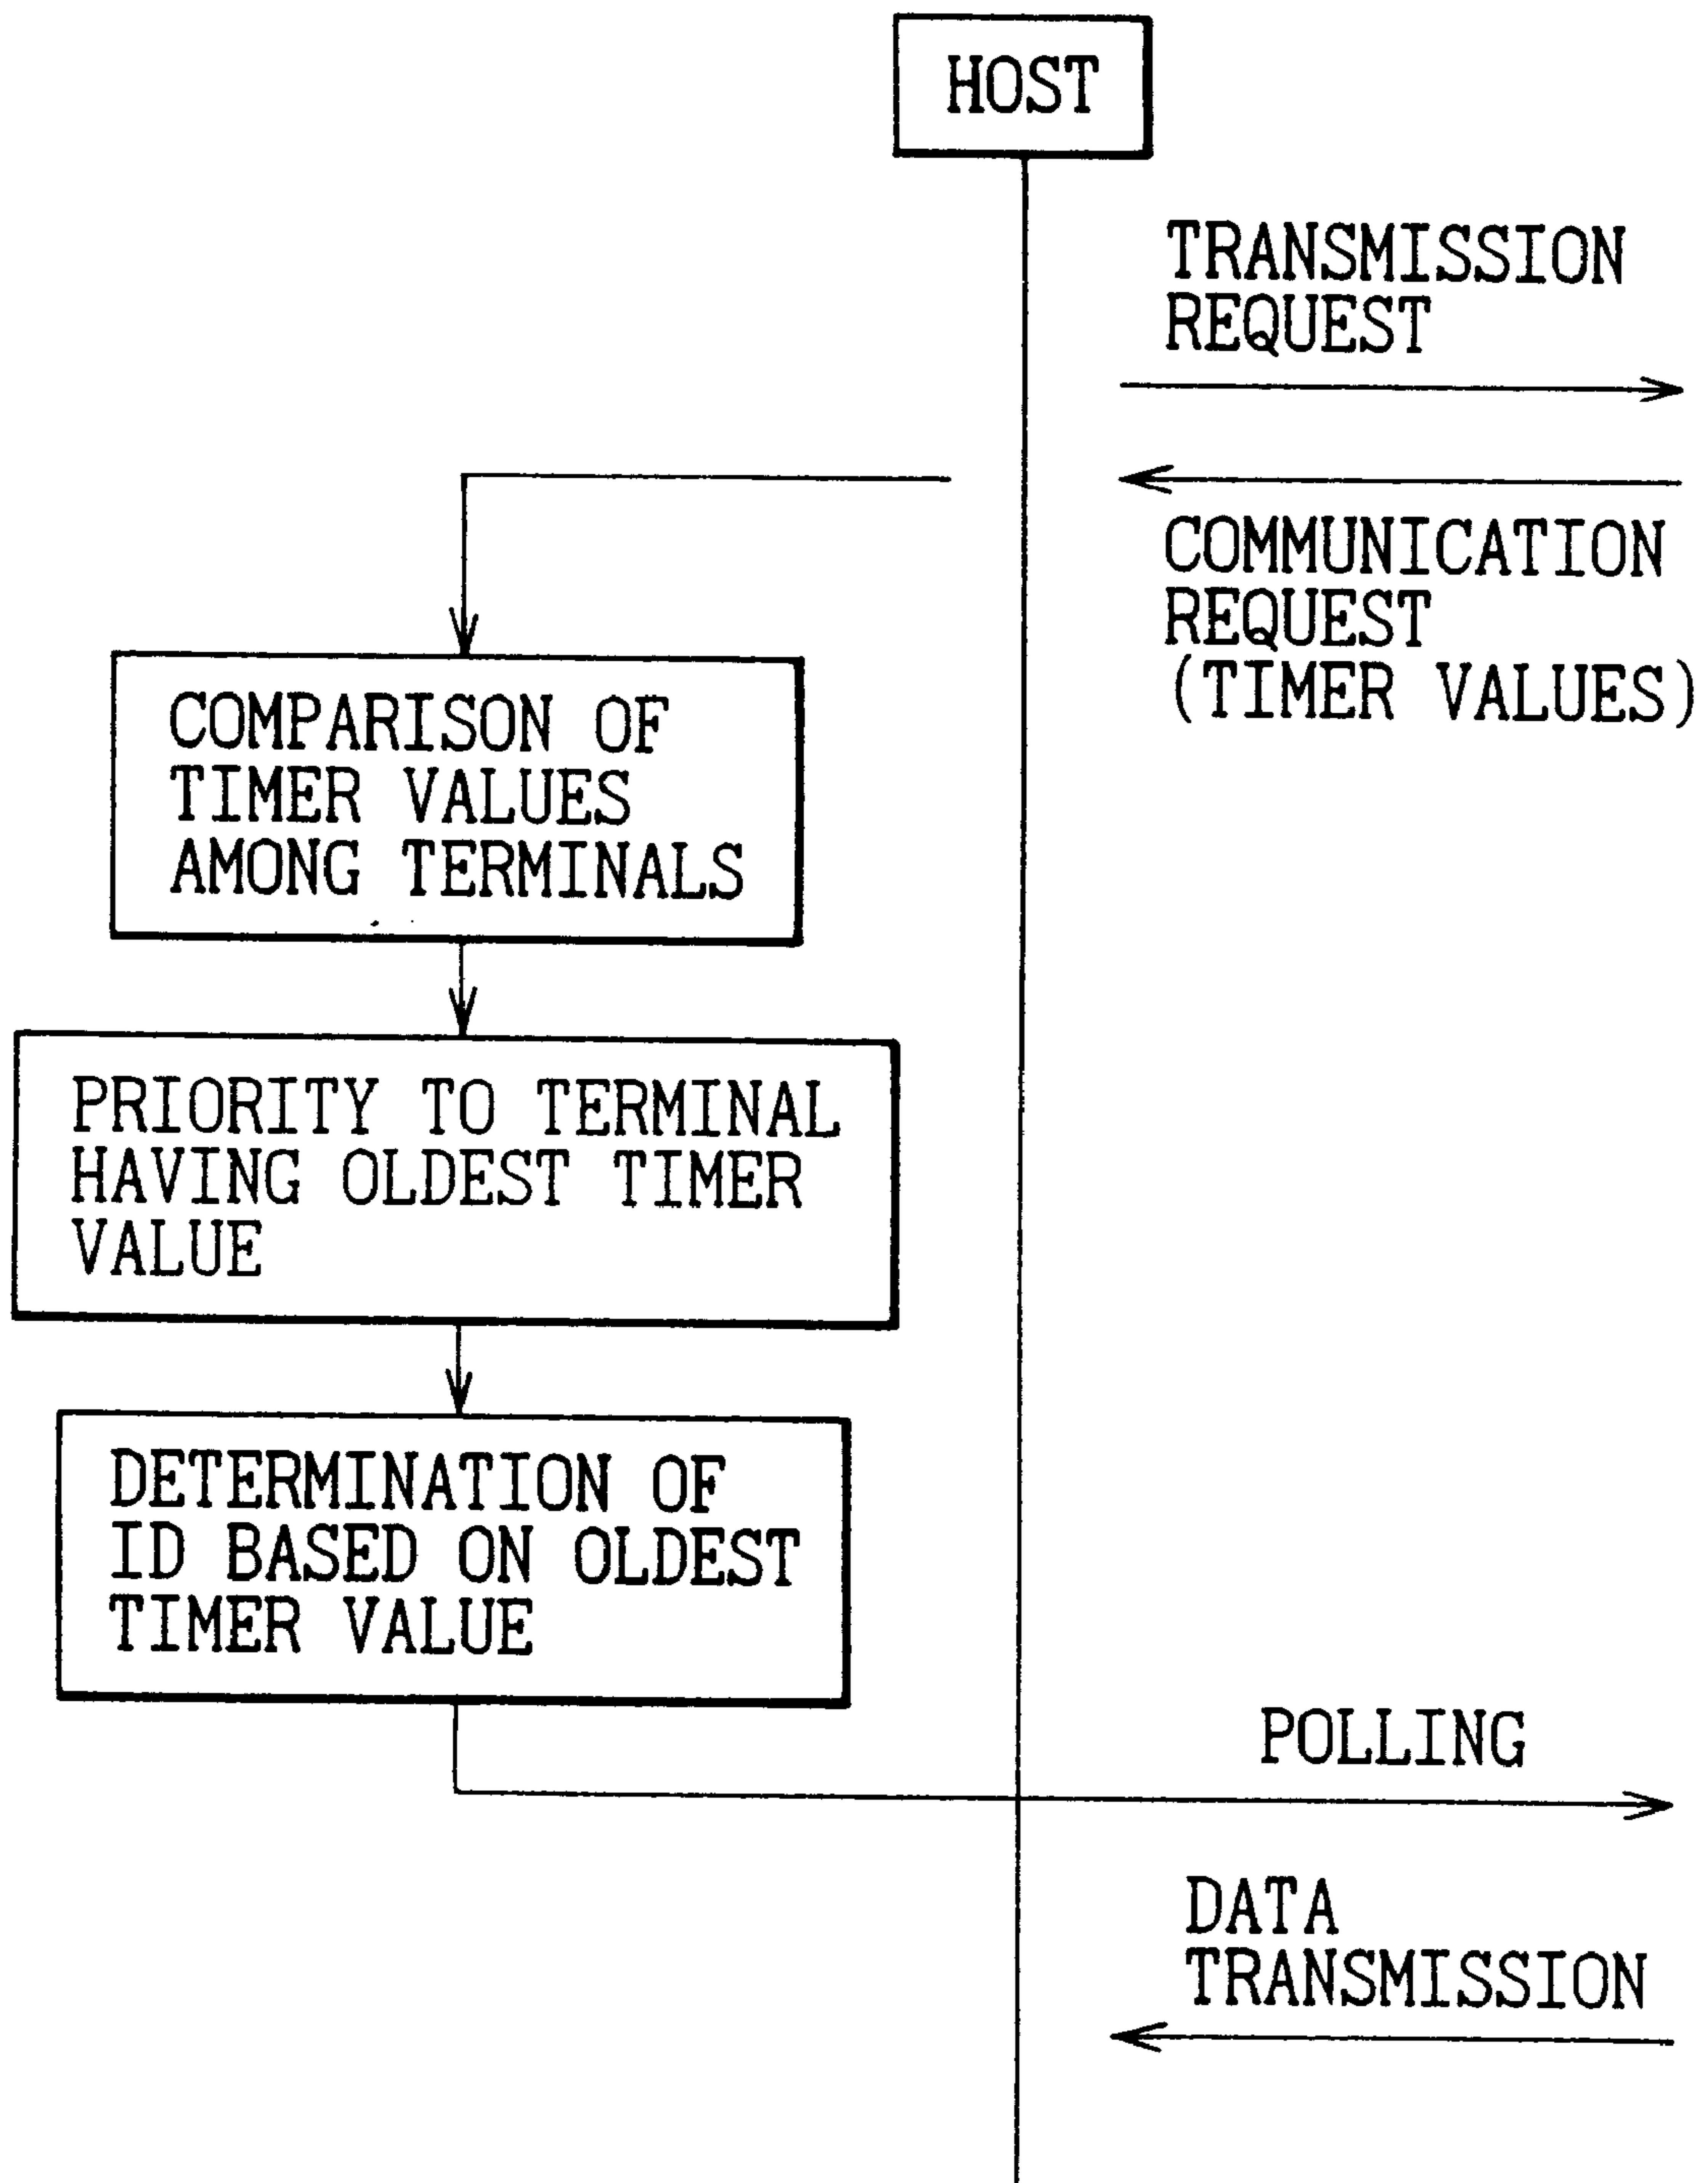 HOST
TRANSMISSION
REQUEST
COMMUNICATION
REQUEST
(TIMER VALUES)
COMPARISON OF
TIMER VALUES
AMONG TERMINALS
PRIORITY TO TERMINAL
HAVING OLDEST TIMER
VALUE
DETERMINATION OF
ID BASED ON OLDEST
TIMER VALUE
POLLING
DATA
TRANSMISSION